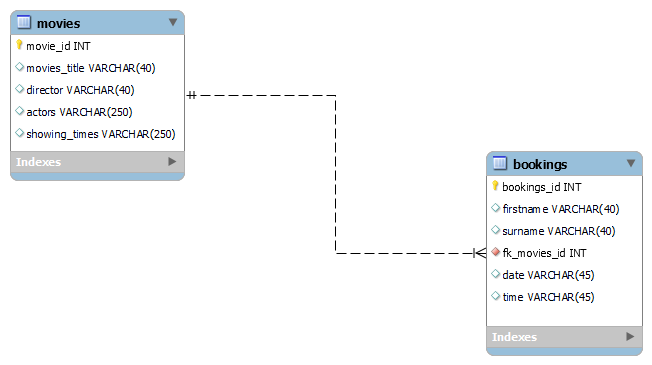 movies
movie_id INT
movies_title VARCHAR(40)
director VARCHAR(40)
actors VARCHAR(250)
showing_times VARCHAR(250)
Indexes
bookings
bookings_id INT
firstname VARCHAR(40)
surname VARCHAR(40)
fk_movies_id INT
date VARCHAR(45)
time VARCHAR(45)
Indexes